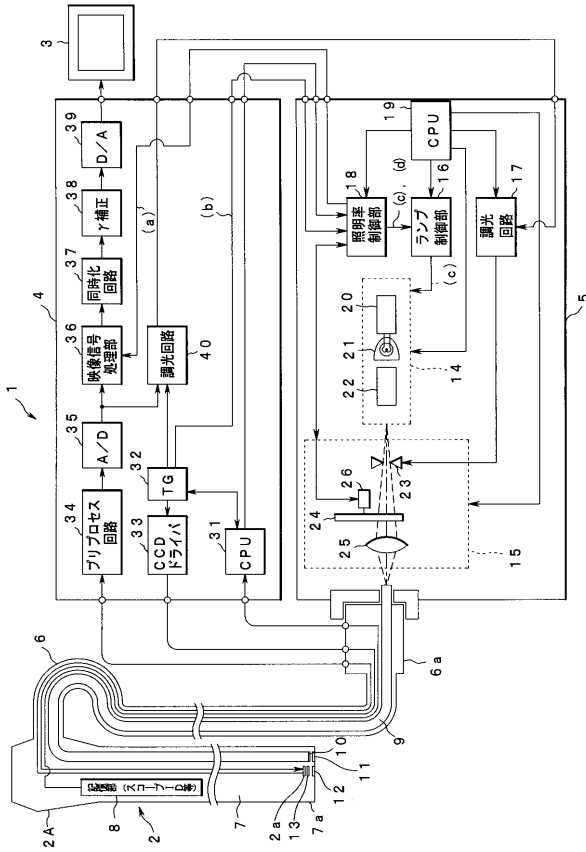 1
3
4
39
D/A
38
γ補正
37
同時化
回路
36
映像信号
処理部
35
A/D
34
プリプロセス
回路
(a)
40
調光回路
32
TG
33
CCD
ドライバ
31
CPU
(b)
5
19
CPU
18
照明率
制御部
(c), (d)
16
ランプ
制御部
17
調光
回路
(c)
20
21
22
14
23
26
24
25
15
6
6a
9
2A
記憶部
(スコープID等)
8
2
7
7a
2a
13
12
11
10